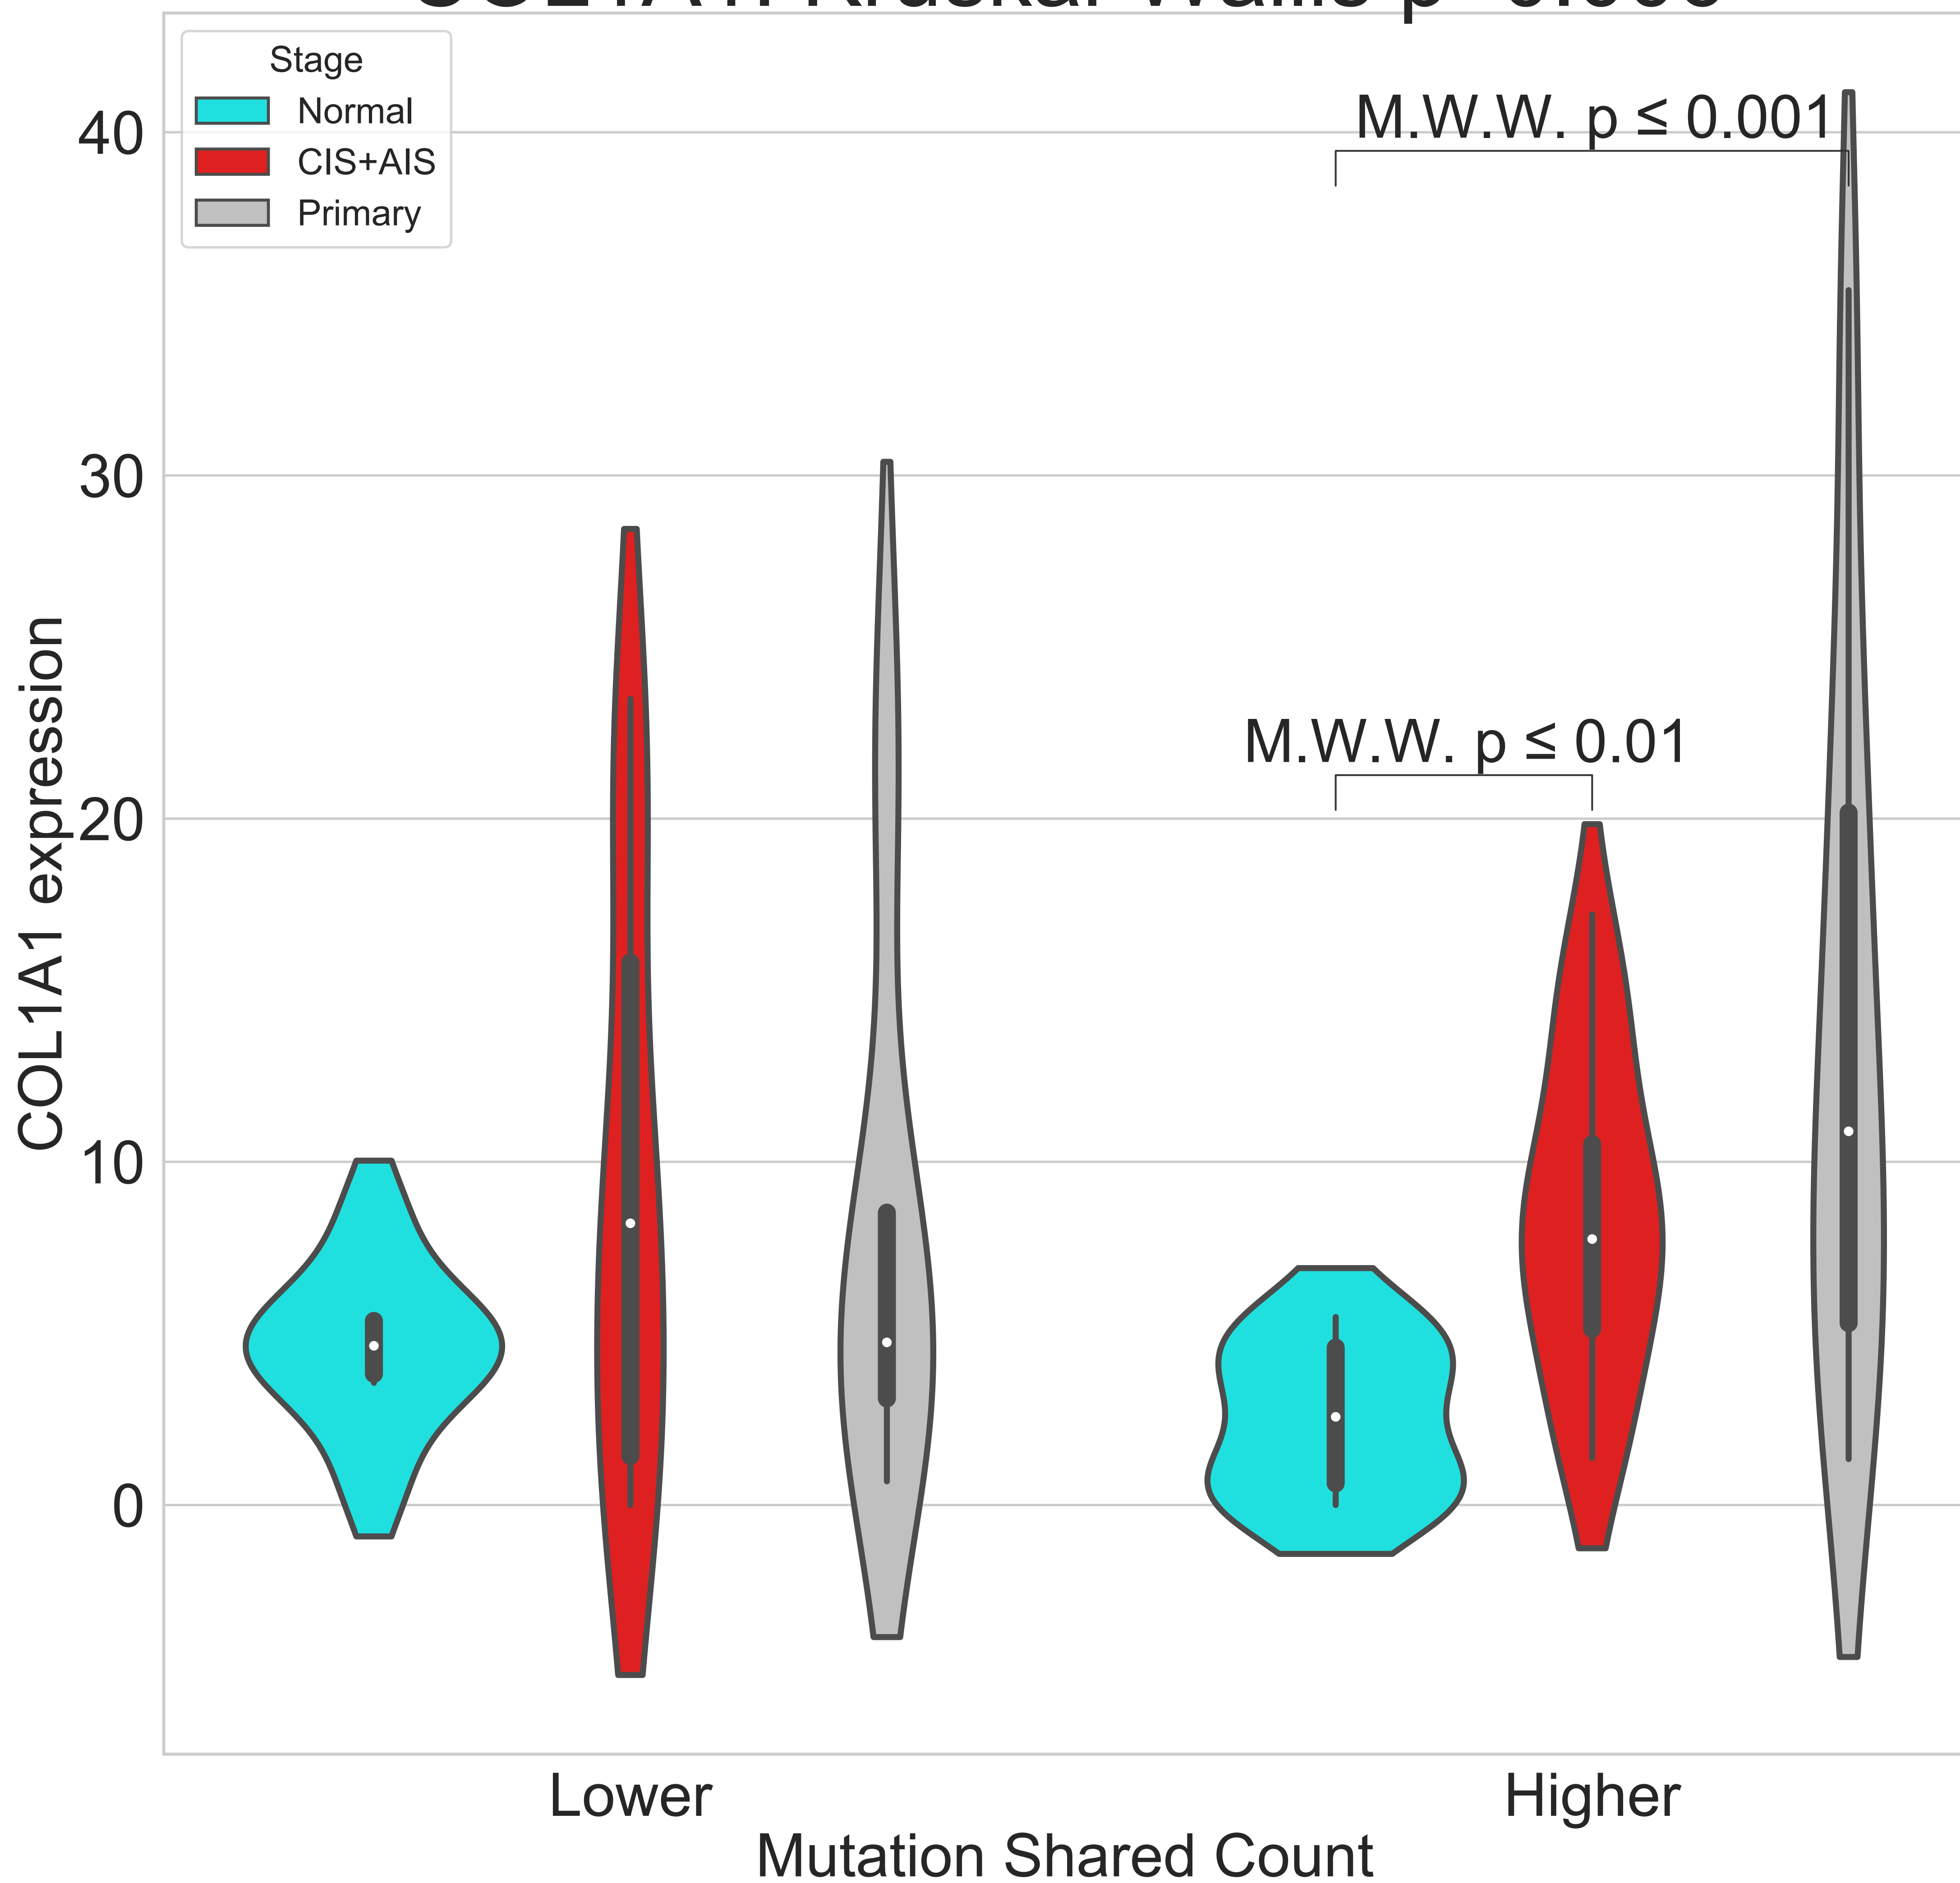 Stage
Normal
CIS+AIS
Primary
40
30
20
10
0
COL1A1 expression
M.W.W. p ≤ 0.001
M.W.W. p ≤ 0.01
Lower
Higher
Mutation Shared Count